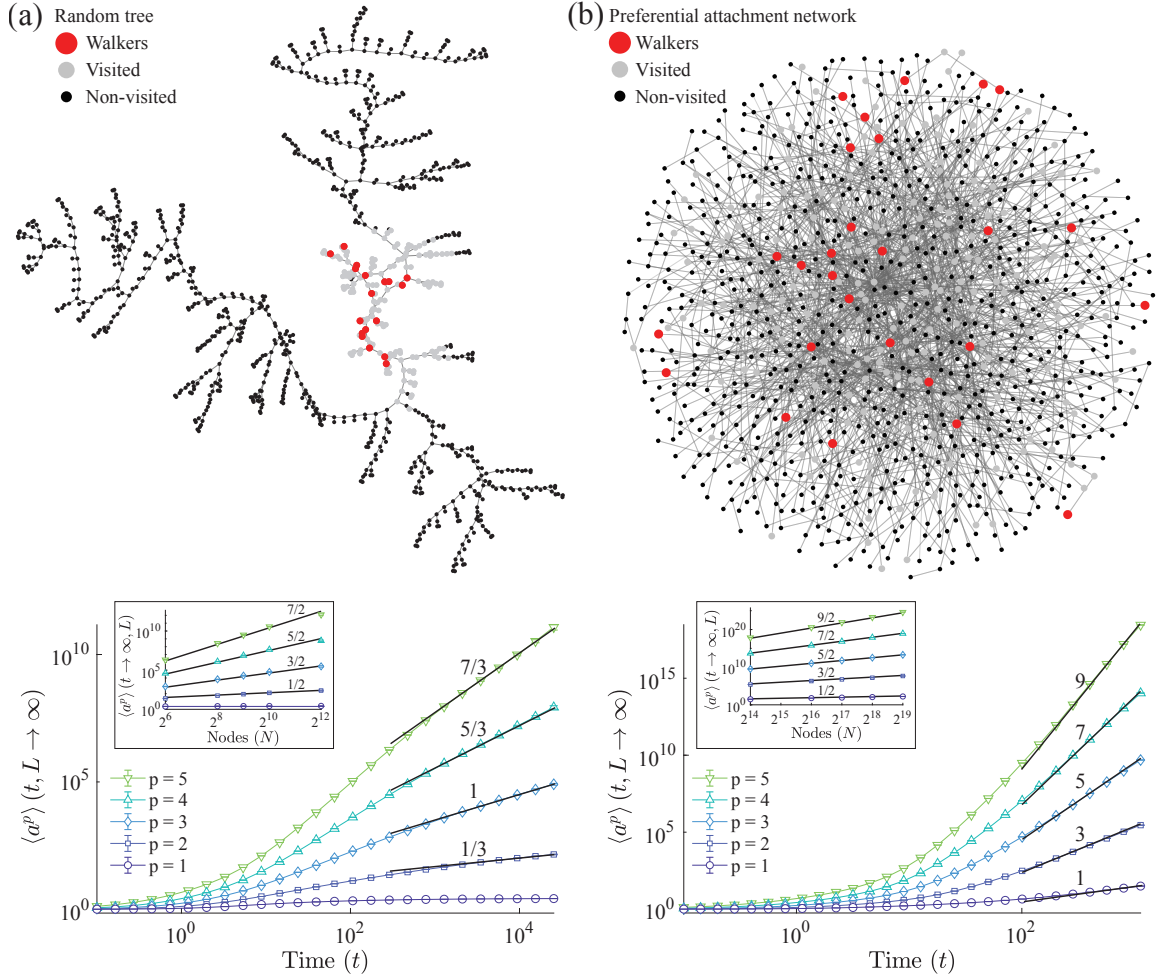 (a) Random tree
Walkers
Visited
Non-visited
(b) Preferential attachment network
Walkers
Visited
Non-visited
⟨a^p⟩ (t, L → ∞)
10^10
10^5
10^0
10^0 10^2 10^4
Time (t)
7/3
5/3
1
1/3
p = 5
p = 4
p = 3
p = 2
p = 1
⟨a^p⟩ (t → ∞, L)
10^10
10^5
10^0
2^6 2^8 2^10 2^12
Nodes (N)
7/2
5/2
3/2
1/2
⟨a^p⟩ (t, L → ∞)
10^15
10^10
10^5
10^0
10^0 10^2
Time (t)
9
7
5
3
1
p = 5
p = 4
p = 3
p = 2
p = 1
⟨a^p⟩ (t → ∞, L)
10^20
10^10
10^0
2^14 2^15 2^16 2^17 2^18 2^19
Nodes (N)
9/2
7/2
5/2
3/2
1/2